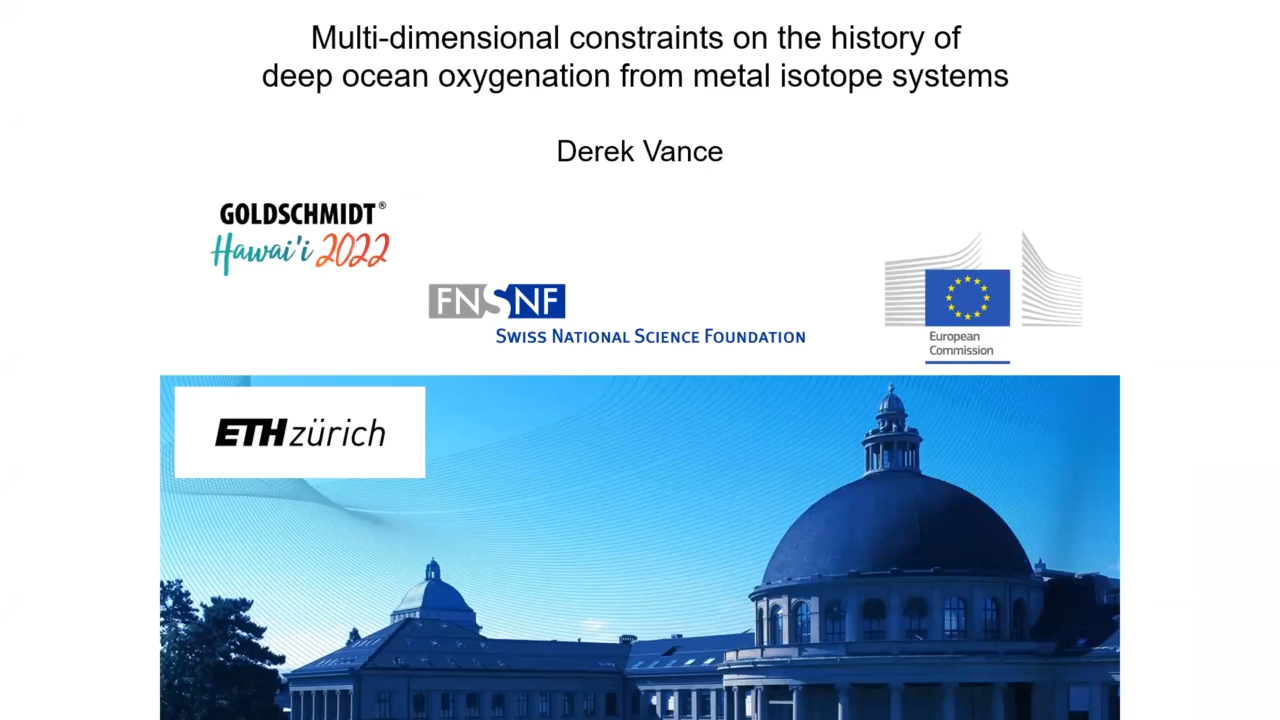 Multi-dimensional constraints on the history of
deep ocean oxygenation from metal isotope systems
Derek Vance
GOLDSCHMIDT®
Hawai'i 2022
FNSNF
SWISS NATIONAL SCIENCE FOUNDATION
European
Commission
ETH zürich